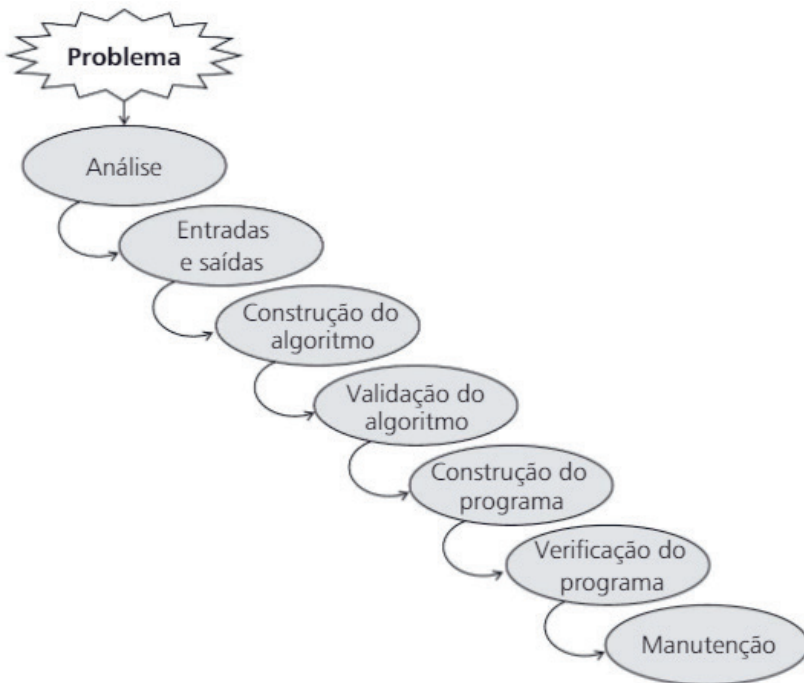 Problema
Análise
Entradas
e saídas
Construção do
algoritmo
Validação do
algoritmo
Construção do
programa
Verificação do
programa
Manutenção